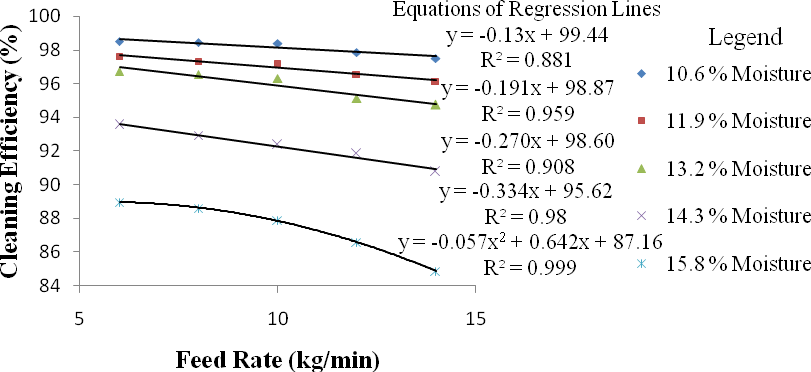 Equations of Regression Lines
y = -0.13x + 99.44
R² = 0.881
y = -0.191x + 98.87
R² = 0.959
y = -0.270x + 98.60
R² = 0.908
y = -0.334x + 95.62
R² = 0.98
y = -0.057x² + 0.642x + 87.16
R² = 0.999
Legend
10.6 % Moisture
11.9 % Moisture
13.2 % Moisture
14.3 % Moisture
15.8 % Moisture
Cleaning Efficiency (%)
100
98
96
94
92
90
88
86
84
5
10
15
Feed Rate (kg/min)